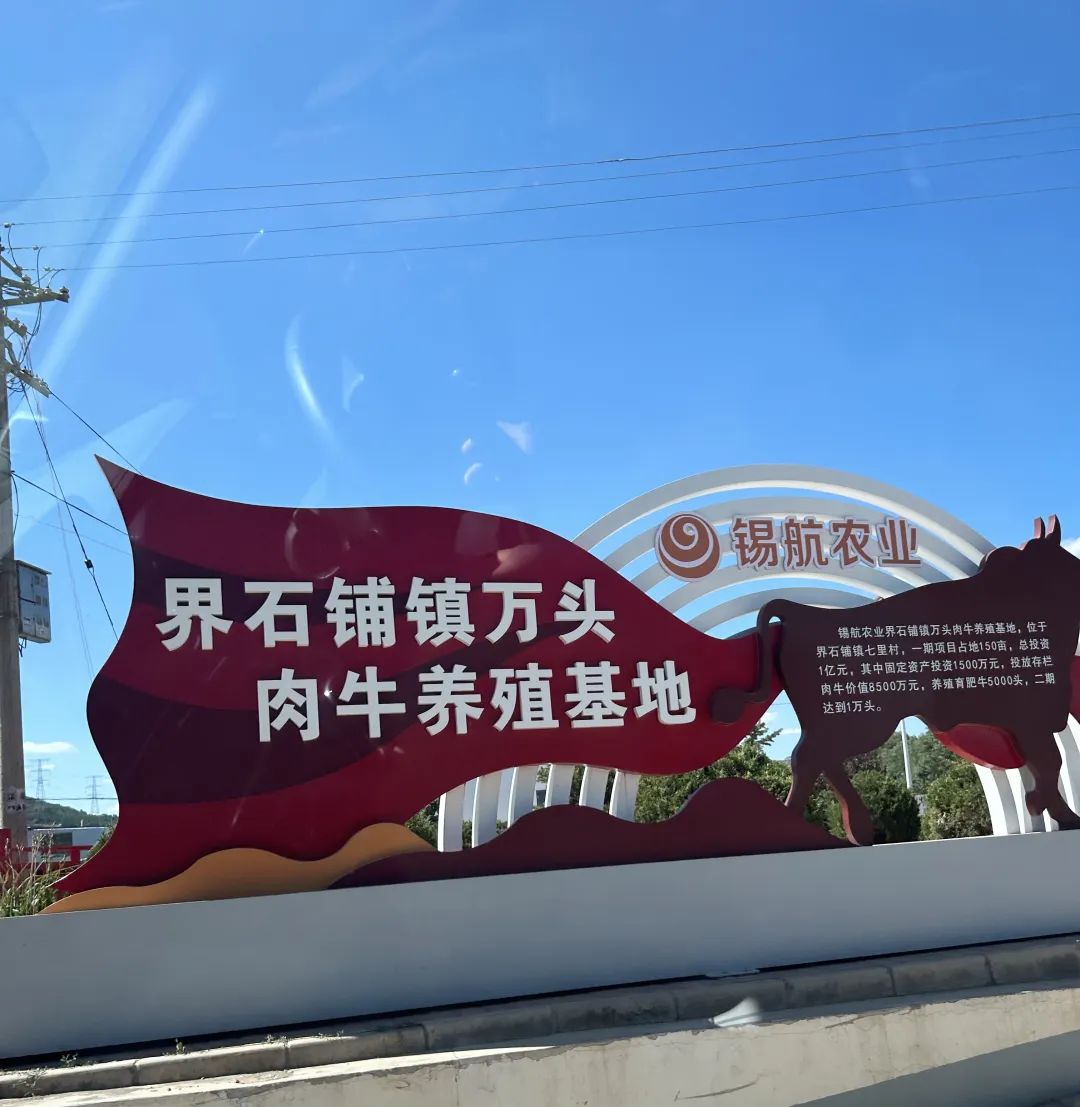 锡航农业
界石铺镇万头
肉牛养殖基地
锡航农业界石铺镇万头肉牛养殖基地，位于
界石铺镇七里村，一期项目占地150亩，总投资
1亿元，其中固定资产投资1500万元，投放存栏
肉牛价值8500万元，养殖育肥牛5000头，二期
达到1万头。